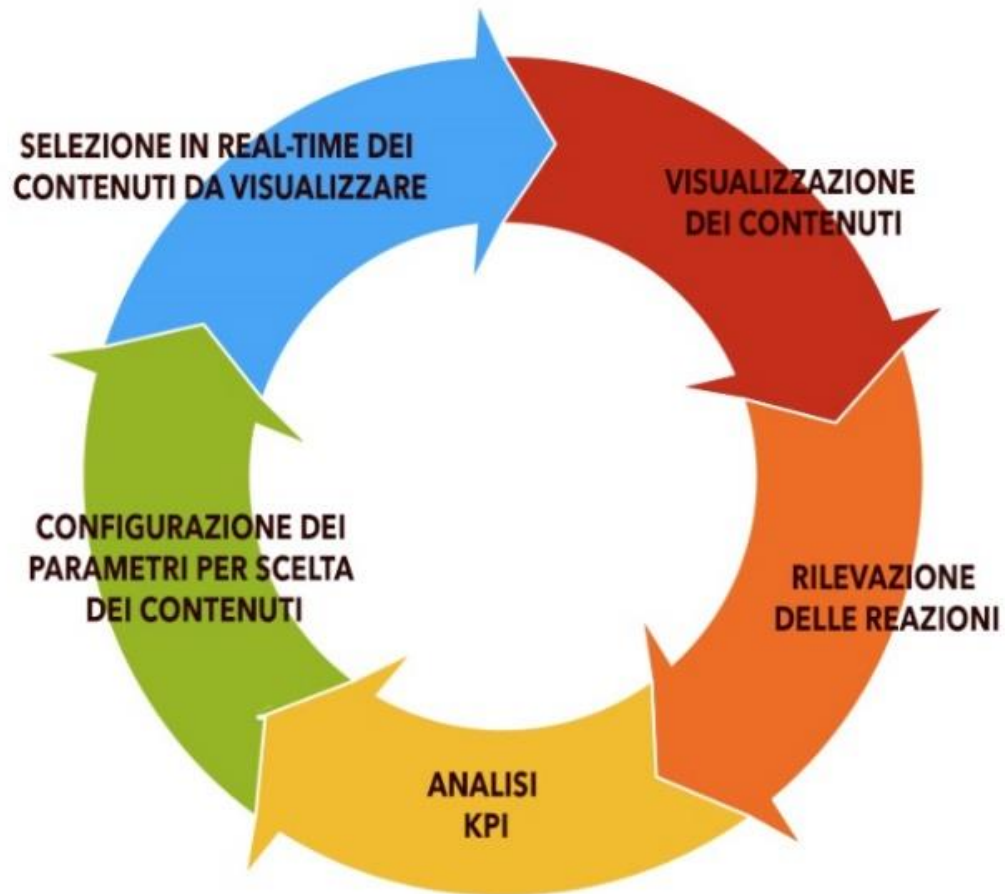 SELEZIONE IN REAL-TIME DEI
CONTENUTI DA VISUALIZZARE
VISUALIZZAZIONE
DEI CONTENUTI
CONFIGURAZIONE DEI
PARAMETRI PER SCELTA
DEI CONTENUTI
RILEVAZIONE
DELLE REAZIONI
ANALISI
KPI